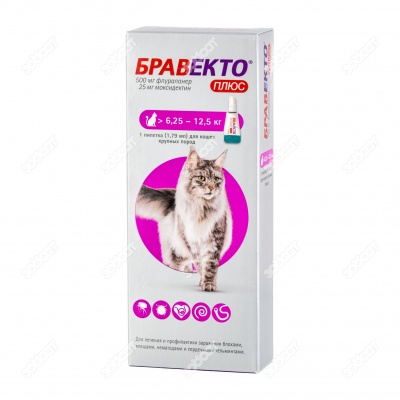 БРАВЕКТО®
500 мг флураланер
25 мг моксидектин
ПЛЮС
> 6,25 – 12,5 кг
1 пипетка (1,79 мл) для кошек
крупных пород
Для лечения и профилактики заражения блохами,
клещами, нематодами и сердечными гельминтами.